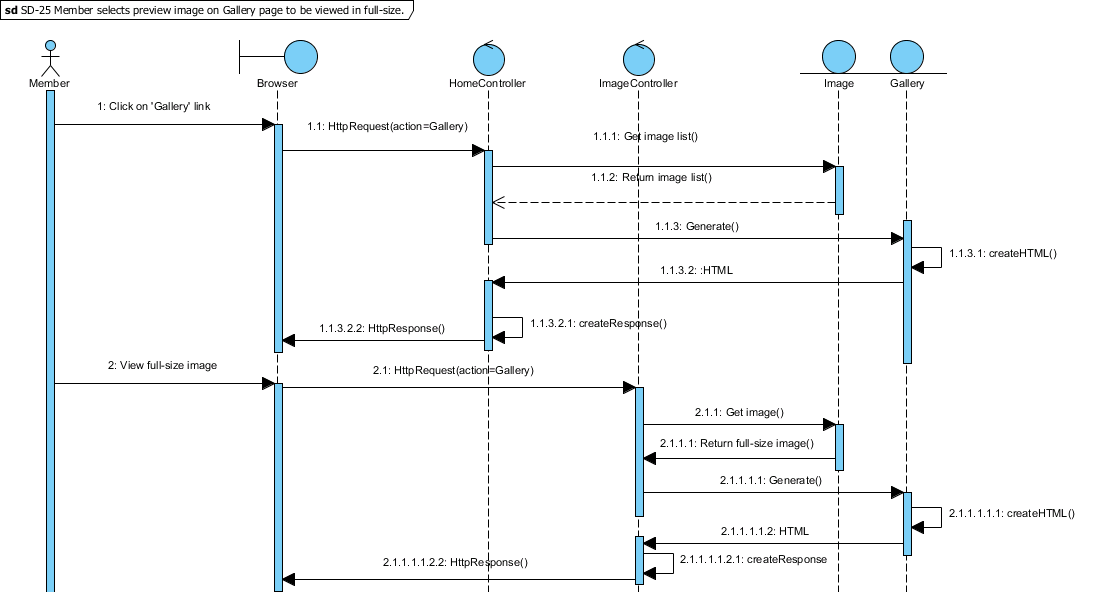 sd SD-25 Member selects preview image on Gallery page to be viewed in full-size.
Member
Browser
HomeController
ImageController
Image
Gallery
1: Click on 'Gallery' link
1.1: HttpRequest(action=Gallery)
1.1.1: Get image list()
1.1.2: Return image list()
1.1.3: Generate()
1.1.3.1: createHTML()
1.1.3.2: :HTML
1.1.3.2.1: createResponse()
1.1.3.2.2: HttpResponse()
2: View full-size image
2.1: HttpRequest(action=Gallery)
2.1.1: Get image()
2.1.1.1: Return full-size image()
2.1.1.1.1: Generate()
2.1.1.1.1.1: createHTML()
2.1.1.1.1.2: HTML
2.1.1.1.1.2.1: createResponse
2.1.1.1.1.2.2: HttpResponse()